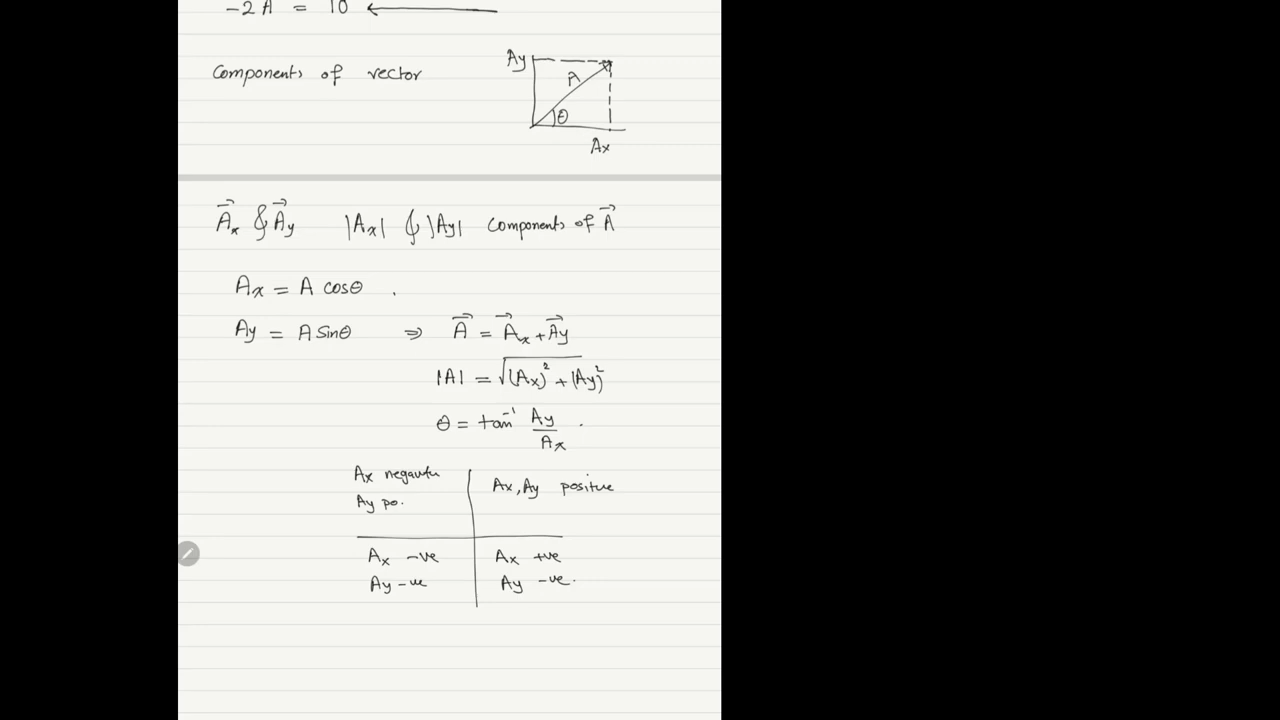 -2A = 10 ←
Components of vector
Ay
A
θ
Ax
A⃗x & A⃗y |Ax| & |Ay| Components of A⃗
Ax = A cosθ .
Ay = A Sinθ ⇒ A⃗ = A⃗x + A⃗y
|A| = √(Ax)² + (Ay)²
θ = tan⁻¹ Ay/Ax .
Ax negative
Ay po.
Ax, Ay positive
Ax -ve
Ay -ve
Ax +ve
Ay -ve.